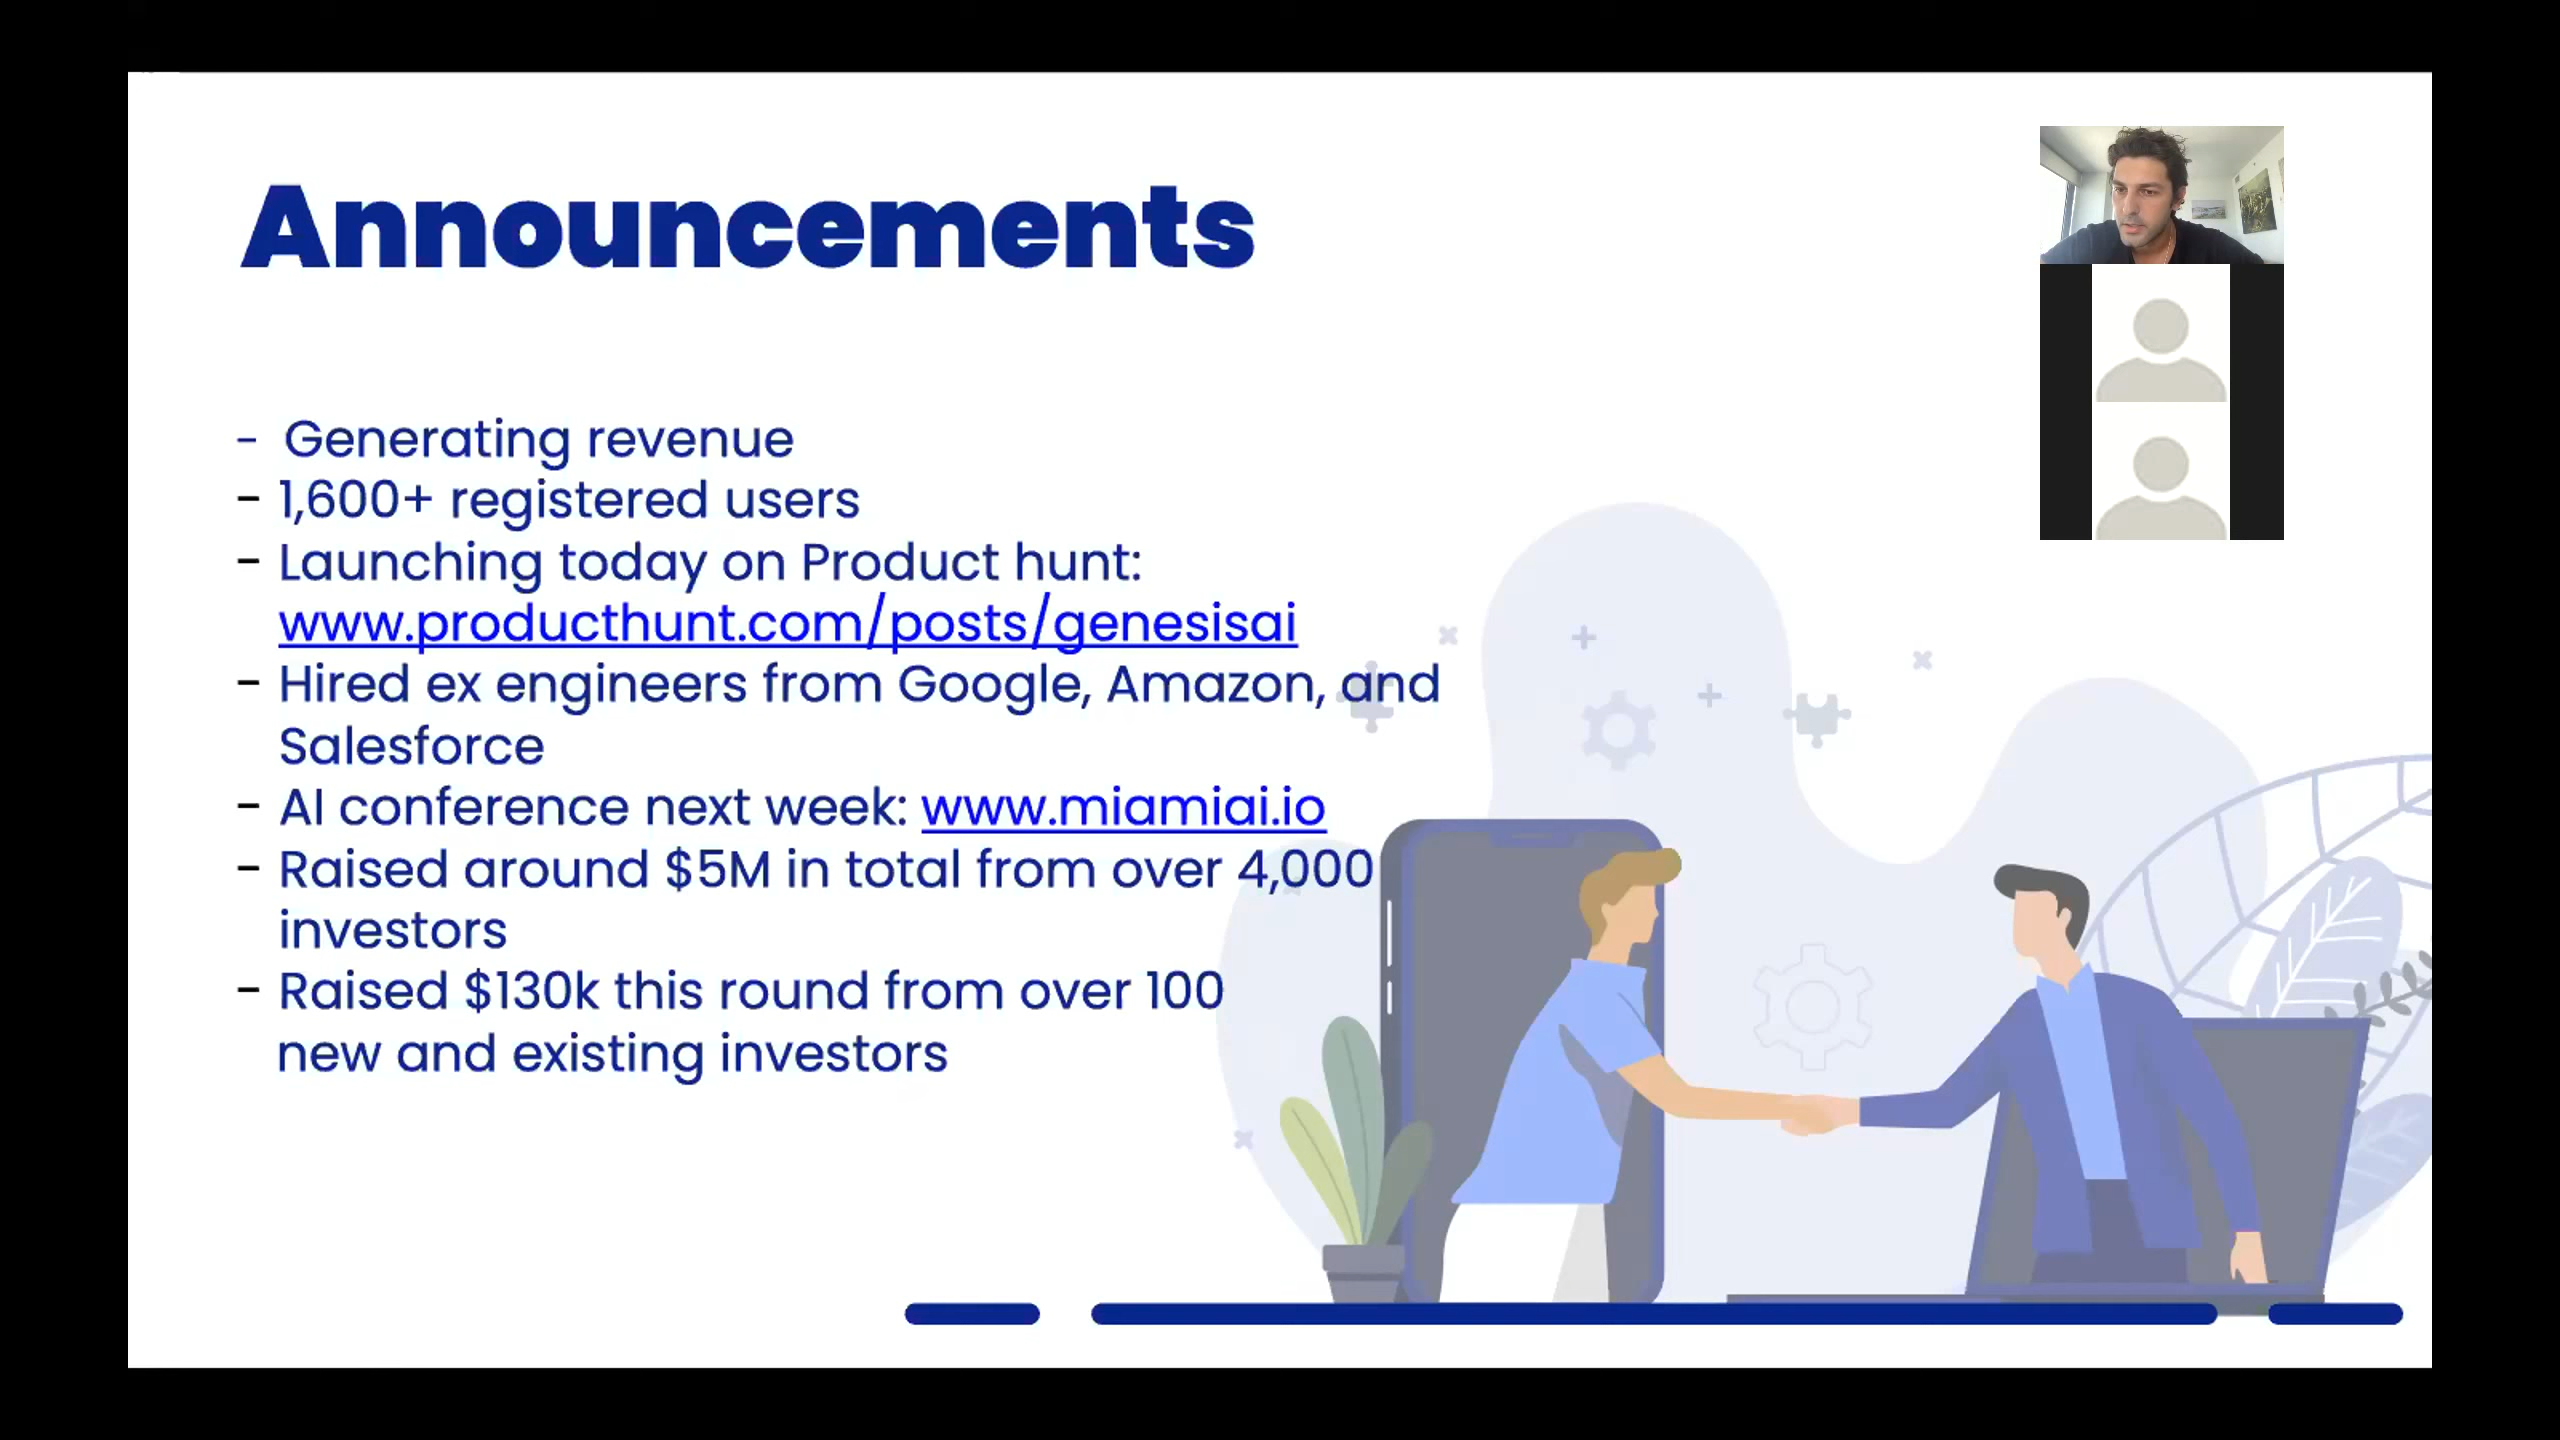 Announcements
- Generating revenue
- 1,600+ registered users
- Launching today on Product hunt:
www.producthunt.com/posts/genesisai
- Hired ex engineers from Google, Amazon, and
Salesforce
- AI conference next week: www.miamiai.io
- Raised around $5M in total from over 4,000
investors
- Raised $130k this round from over 100
new and existing investors